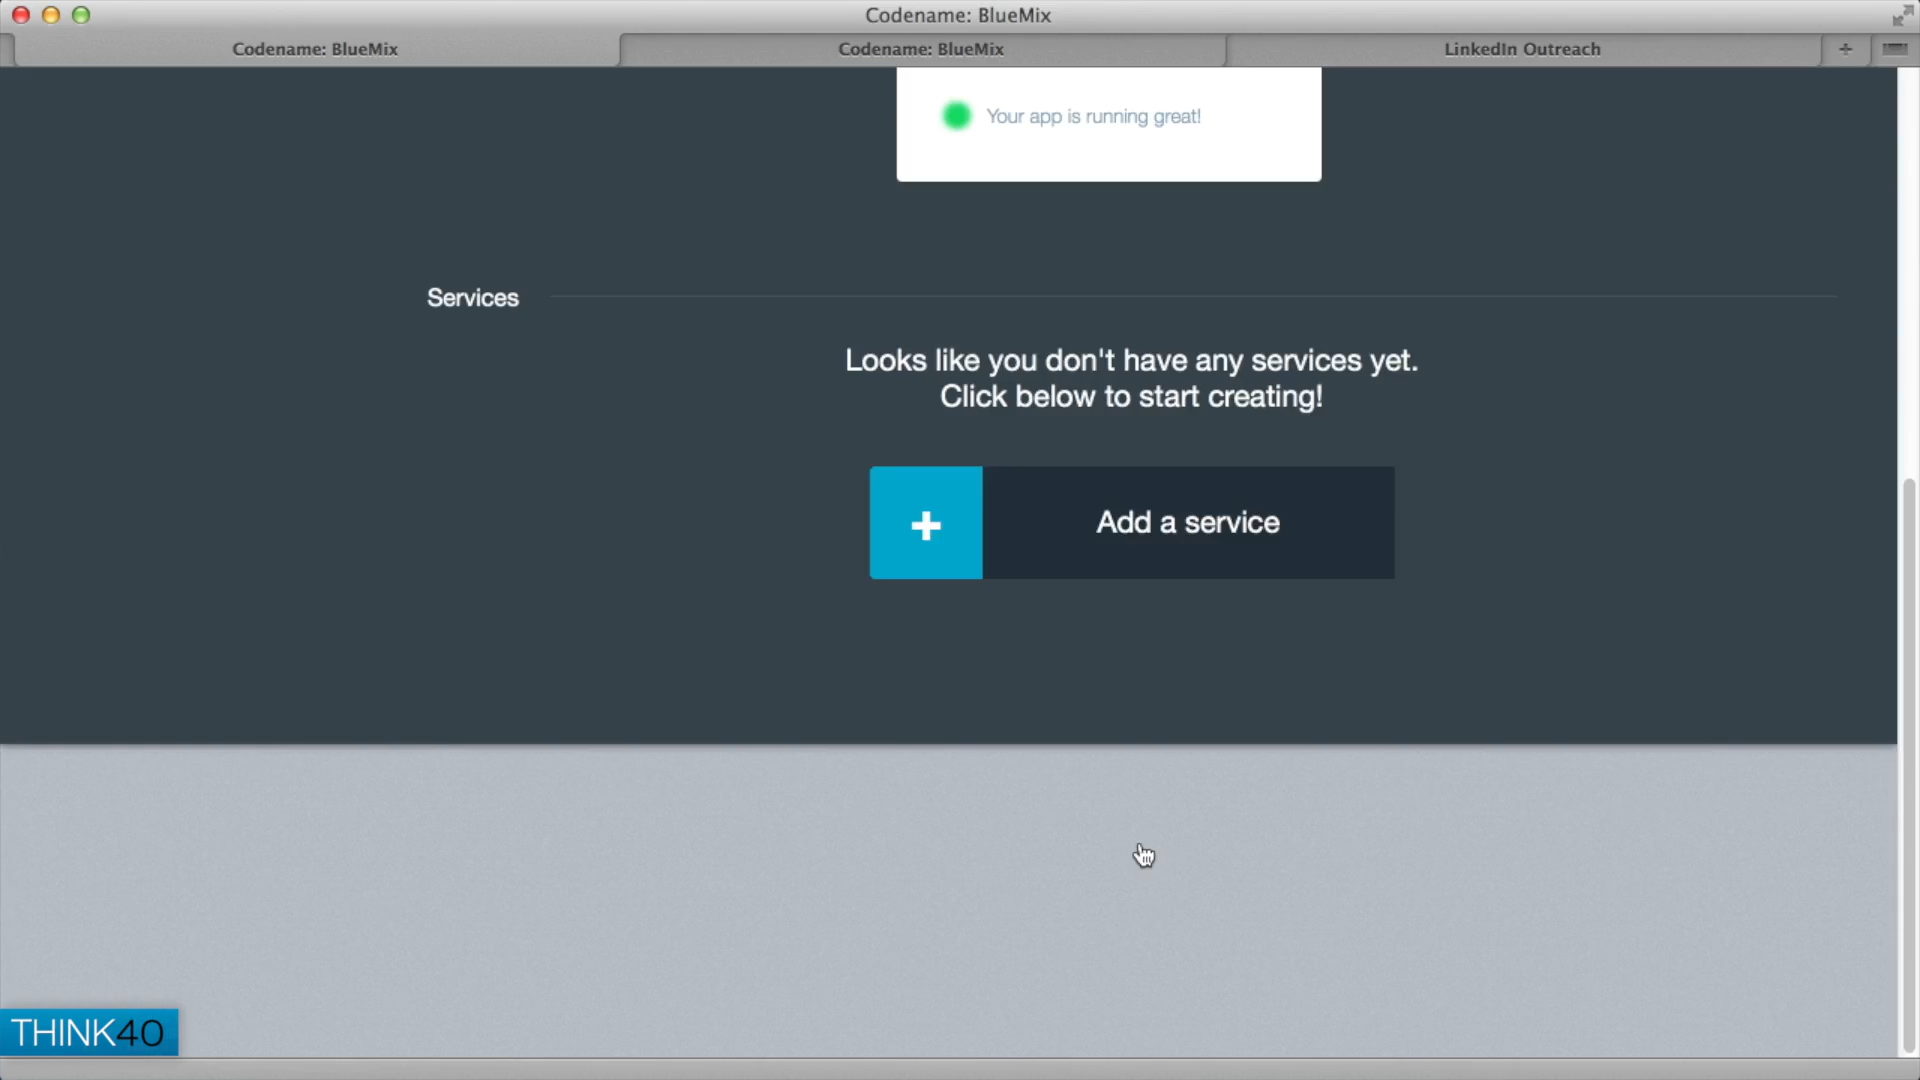 Codename: BlueMix
Codename: BlueMix
Codename: BlueMix
LinkedIn Outreach
Your app is running great!
Services
Looks like you don't have any services yet.
Click below to start creating!
Add a service
THINK40